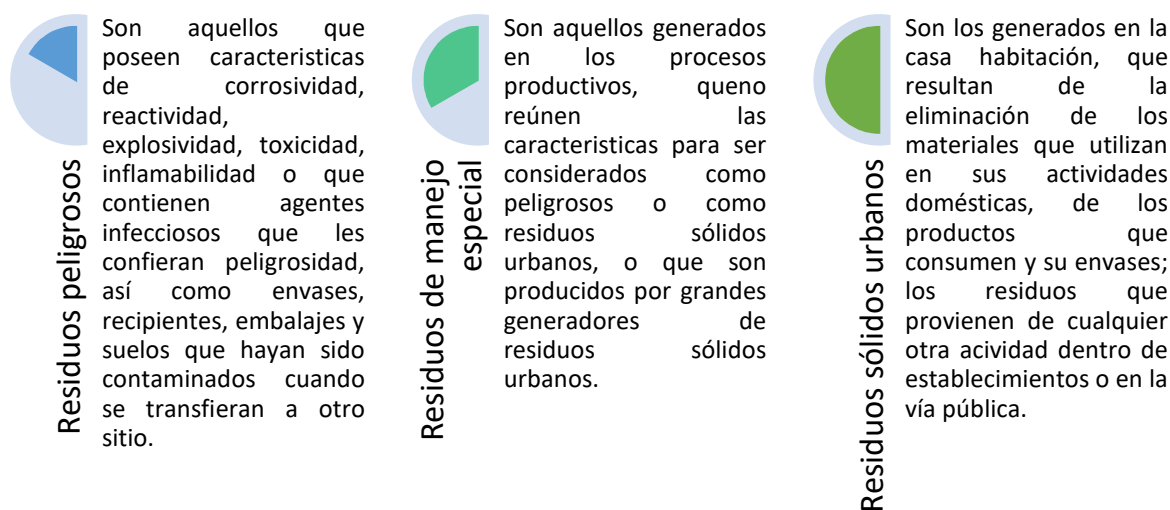 Residuos peligrosos
Son aquellos que
poseen caracteristicas
de corrosividad,
reactividad,
explosividad, toxicidad,
inflamabilidad o que
contienen agentes
infecciosos que les
confieran peligrosidad,
así como envases,
recipientes, embalajes y
suelos que hayan sido
contaminados cuando
se transfieran a otro
sitio.
Residuos de manejo
especial
Son aquellos generados
en los procesos
productivos, queno
reúnen las
caracteristicas para ser
considerados como
peligrosos o como
residuos sólidos
urbanos, o que son
producidos por grandes
generadores de
residuos sólidos
urbanos.
Residuos sólidos urbanos
Son los generados en la
casa habitación, que
resultan de la
eliminación de los
materiales que utilizan
en sus actividades
domésticas, de los
productos que
consumen y su envases;
los residuos que
provienen de cualquier
otra acividad dentro de
establecimientos o en la
vía pública.